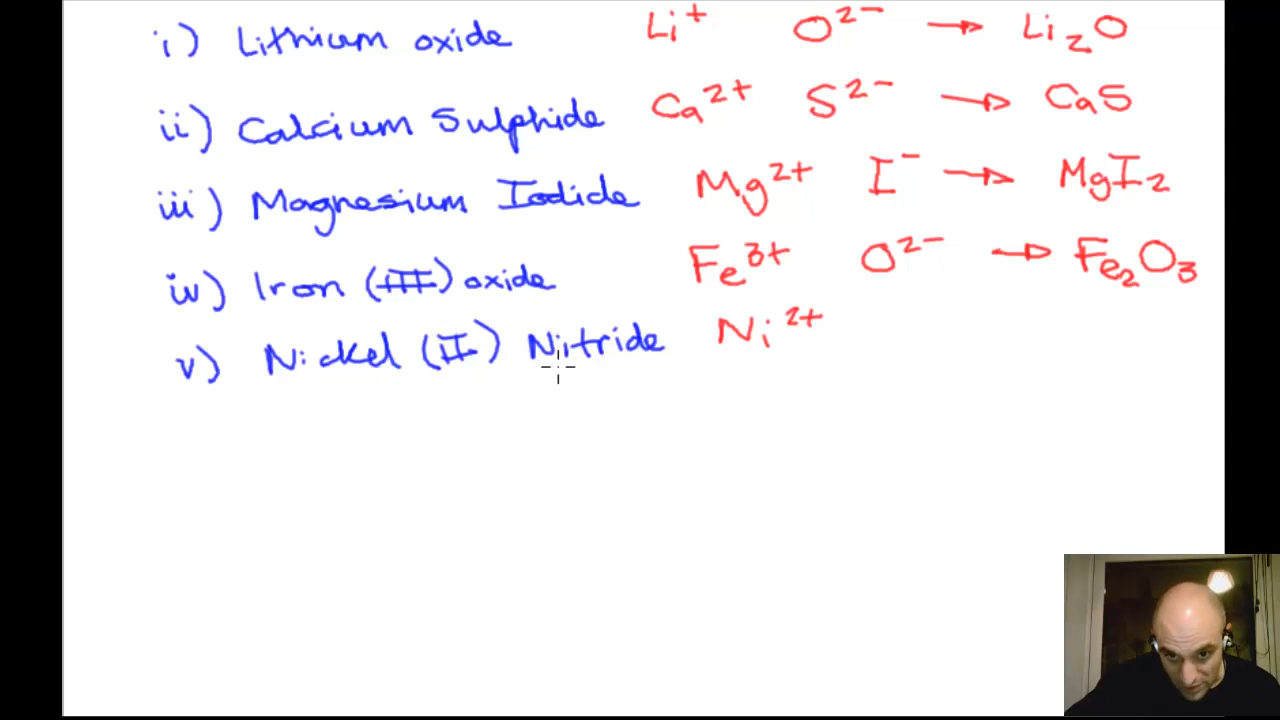 i) Lithium oxide Li⁺ O²⁻ → Li₂O
ii) Calcium Sulphide Ca²⁺ S²⁻ → CaS
iii) Magnesium Iodide Mg²⁺ I⁻ → MgI₂
iv) Iron (III) oxide Fe³⁺ O²⁻ → Fe₂O₃
v) Nickel (II) Nitride Ni²⁺